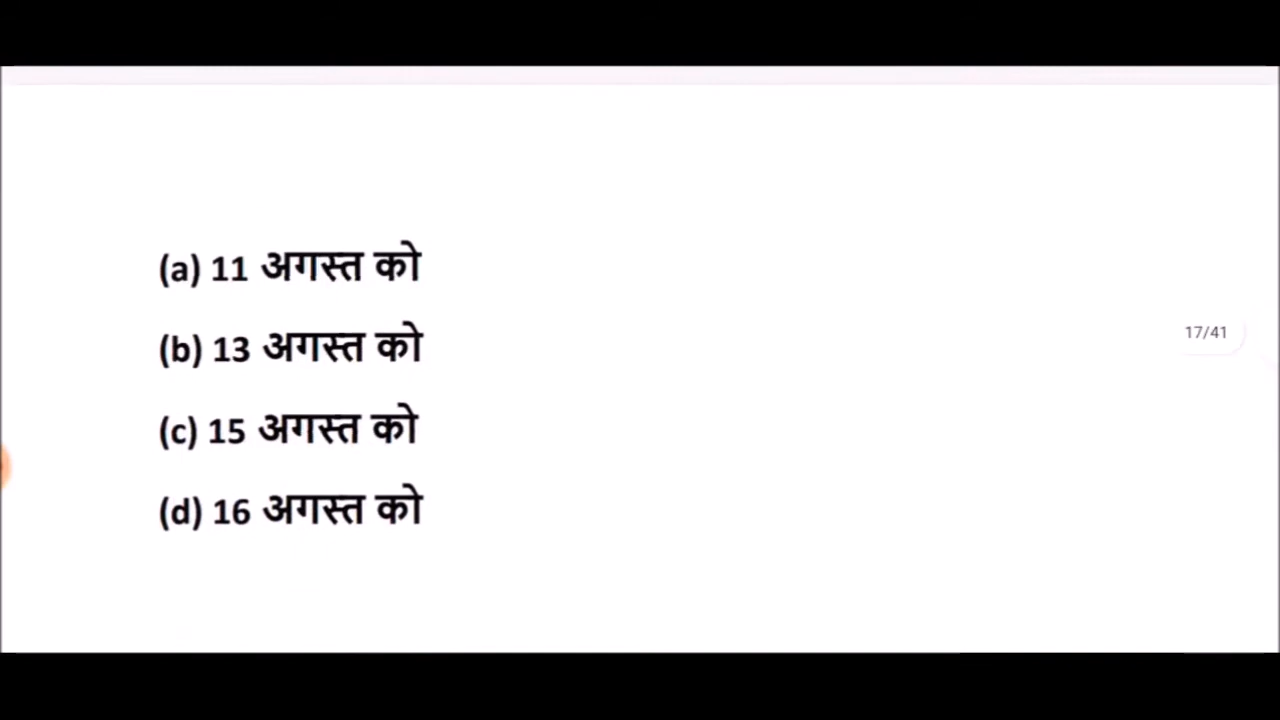 (a) 11 अगस्त को
(b) 13 अगस्त को
17/41
(c) 15 अगस्त को
(d) 16 अगस्त को